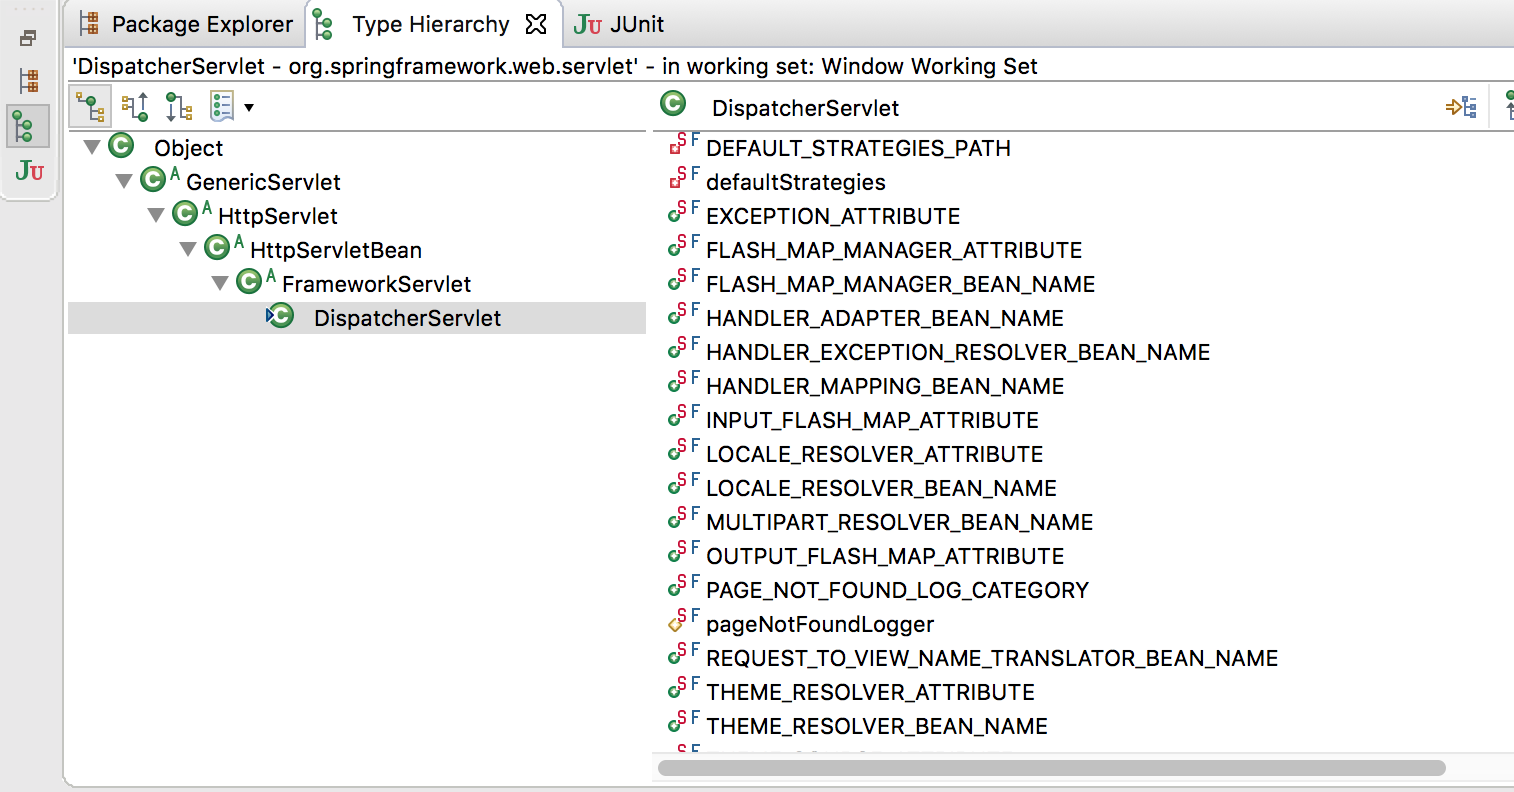 Package Explorer
Type Hierarchy
JU JUnit
'DispatcherServlet - org.springframework.web.servlet' - in working set: Window Working Set
JU
Object
GenericServlet
HttpServlet
HttpServletBean
FrameworkServlet
DispatcherServlet
DispatcherServlet
DEFAULT_STRATEGIES_PATH
defaultStrategies
EXCEPTION_ATTRIBUTE
FLASH_MAP_MANAGER_ATTRIBUTE
FLASH_MAP_MANAGER_BEAN_NAME
HANDLER_ADAPTER_BEAN_NAME
HANDLER_EXCEPTION_RESOLVER_BEAN_NAME
HANDLER_MAPPING_BEAN_NAME
INPUT_FLASH_MAP_ATTRIBUTE
LOCALE_RESOLVER_ATTRIBUTE
LOCALE_RESOLVER_BEAN_NAME
MULTIPART_RESOLVER_BEAN_NAME
OUTPUT_FLASH_MAP_ATTRIBUTE
PAGE_NOT_FOUND_LOG_CATEGORY
pageNotFoundLogger
REQUEST_TO_VIEW_NAME_TRANSLATOR_BEAN_NAME
THEME_RESOLVER_ATTRIBUTE
THEME_RESOLVER_BEAN_NAME